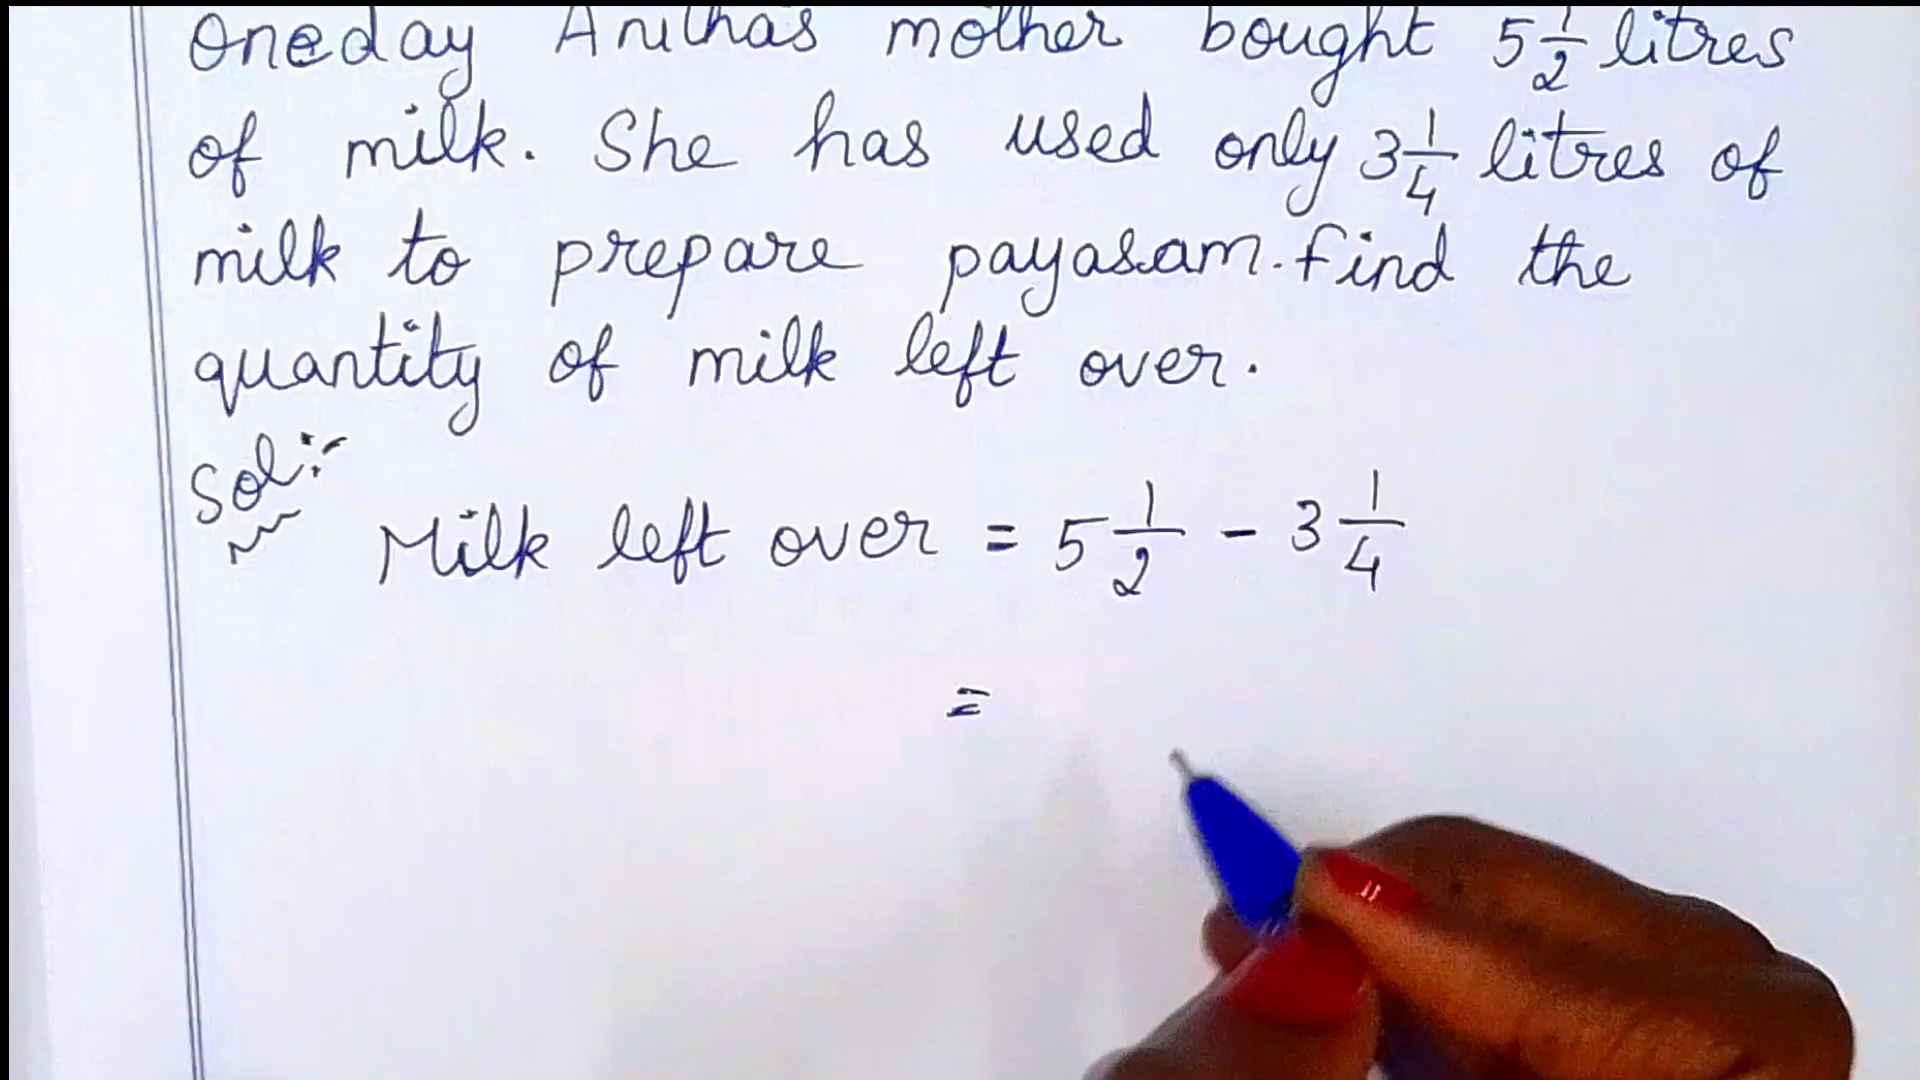 Oneday Anitha's mother bought 5 1/2 litres
of milk. She has used only 3 1/4 litres of
milk to prepare payasam. Find the
quantity of milk left over.
Sol:-
Milk left over = 5 1/2 - 3 1/4
=